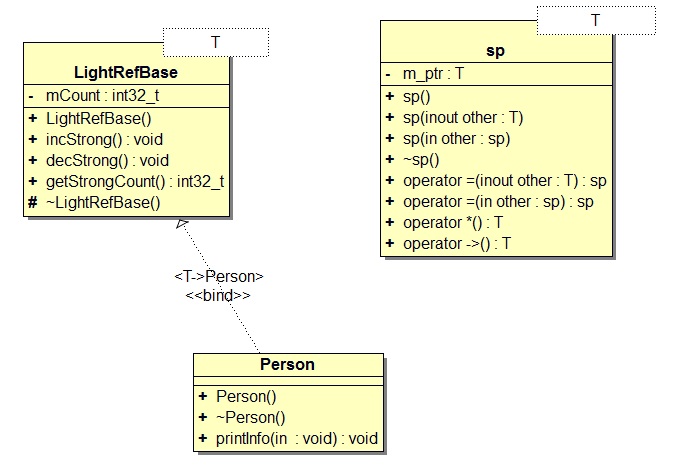 T
LightRefBase
- mCount : int32_t
+ LightRefBase()
+ incStrong() : void
+ decStrong() : void
+ getStrongCount() : int32_t
# ~LightRefBase()
T
sp
- m_ptr : T
+ sp()
+ sp(inout other : T)
+ sp(in other : sp)
+ ~sp()
+ operator =(inout other : T) : sp
+ operator =(in other : sp) : sp
+ operator *() : T
+ operator ->() : T
<T->Person>
<<bind>>
Person
+ Person()
+ ~Person()
+ printInfo(in : void) : void